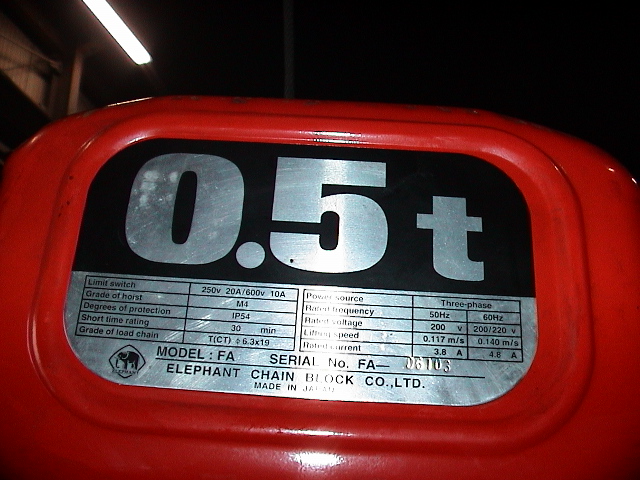 0.5 t
Limit switch 250v 20A/600v 10A
Grade of hoist M4
Degrees of protection IP54
Short time rating 30 min
Grade of load chain T(CT) ϕ6.3x19
Power source Three-phase
Rated frequency 50Hz 60Hz
Rated voltage 200 v 200/220 v
Lifting speed 0.117 m/s 0.140 m/s
Rated current 3.8 A 4.8 A
MODEL: FA SERIAL No. FA— 06103
ELEPHANT
ELEPHANT CHAIN BLOCK CO.,LTD.
MADE IN JAPAN